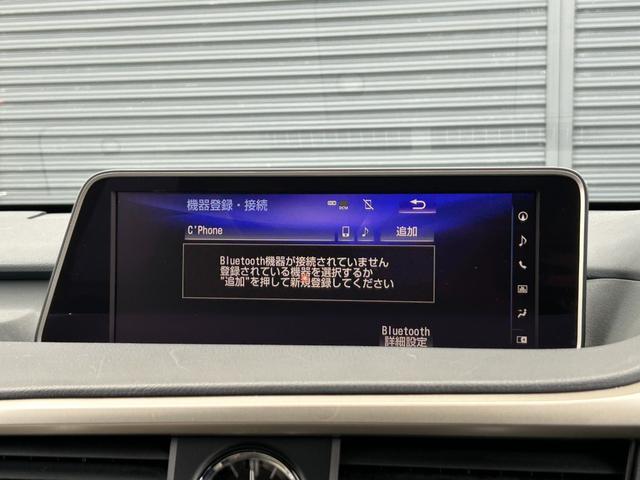 機器登録・接続
DCM
C'Phone
追加
Bluetooth機器が接続されていません
登録されている機器を選択するか
"追加"を押して新規登録してください
Bluetooth
詳細設定